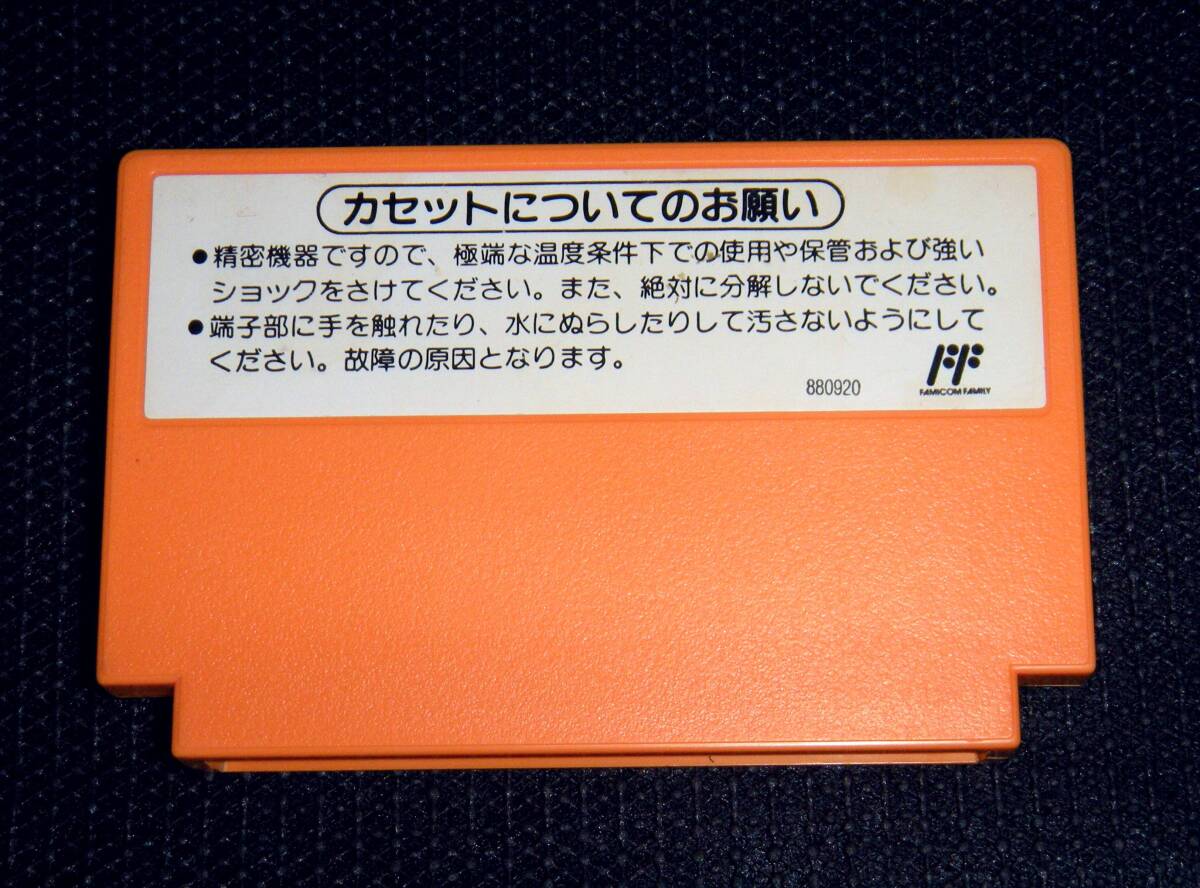 カセットについてのお願い
●精密機器ですので、極端な温度条件下での使用や保管および強い
ショックをさけてください。また、絶対に分解しないでください。
●端子部に手を触れたり、水にぬらしたりして汚さないようにして
ください。故障の原因となります。
880920
FF
FAMICOM FAMILY